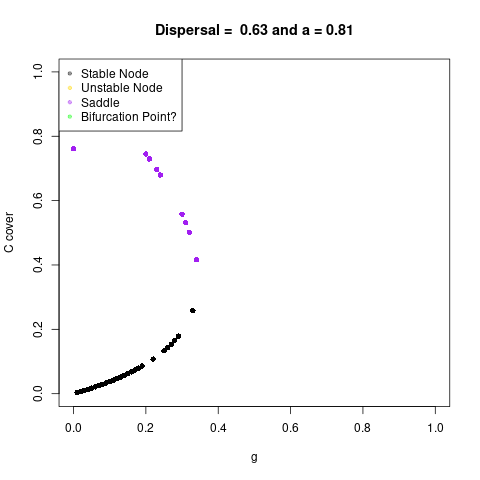 Dispersal =  0.63 and a = 0.81
Stable Node
Unstable Node
Saddle
Bifurcation Point?
1.0
0.8
0.6
0.4
0.2
0.0
C cover
0.0 0.2 0.4 0.6 0.8 1.0
g